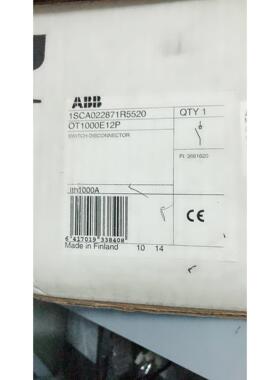 ABB
1SCA022871R5520
OT1000E12P
SWITCH-DISCONNECTOR
QTY 1
Ith1000A
6 417019 338408
Made in Finland 10 14
CE